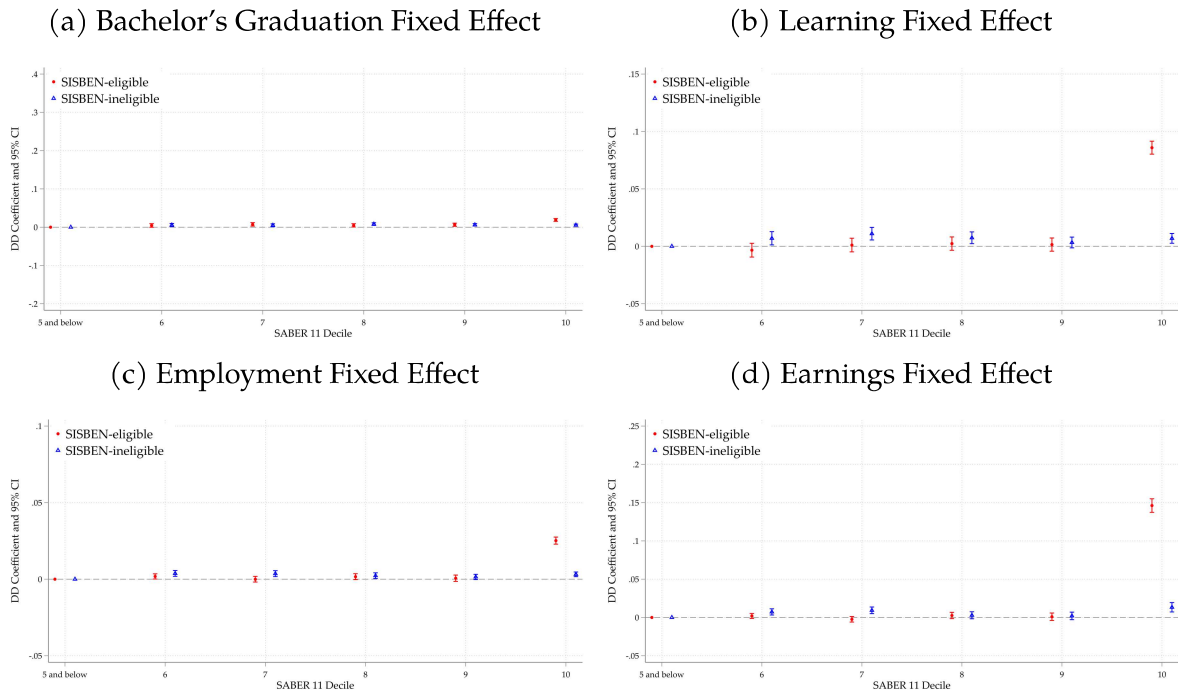 (a) Bachelor’s Graduation Fixed Effect
.4
.3
.2
.1
0
-.1
-.2
DD Coefficient and 95% CI
SISBEN-eligible
SISBEN-ineligible
5 and below 6 7 8 9 10
SABER 11 Decile
(b) Learning Fixed Effect
.15
.1
.05
0
-.05
DD Coefficient and 95% CI
SISBEN-eligible
SISBEN-ineligible
5 and below 6 7 8 9 10
SABER 11 Decile
(c) Employment Fixed Effect
.1
.05
0
-.05
DD Coefficient and 95% CI
SISBEN-eligible
SISBEN-ineligible
5 and below 6 7 8 9 10
SABER 11 Decile
(d) Earnings Fixed Effect
.25
.2
.15
.1
.05
0
-.05
DD Coefficient and 95% CI
SISBEN-eligible
SISBEN-ineligible
5 and below 6 7 8 9 10
SABER 11 Decile